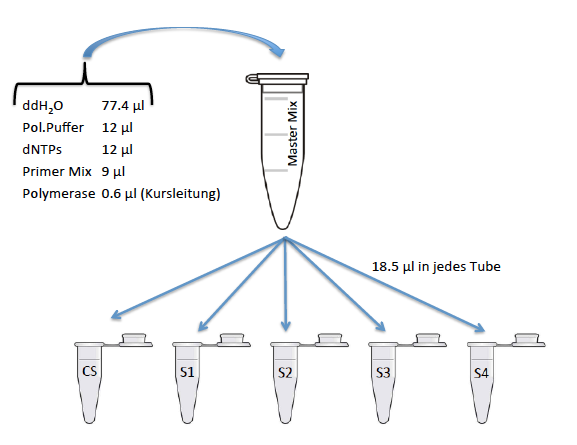 ddH2O 77.4 µl
Pol.Puffer 12 µl
dNTPs 12 µl
Primer Mix 9 µl
Polymerase 0.6 µl (Kursleitung)
Master Mix
18.5 µl in jedes Tube
CS S1 S2 S3 S4